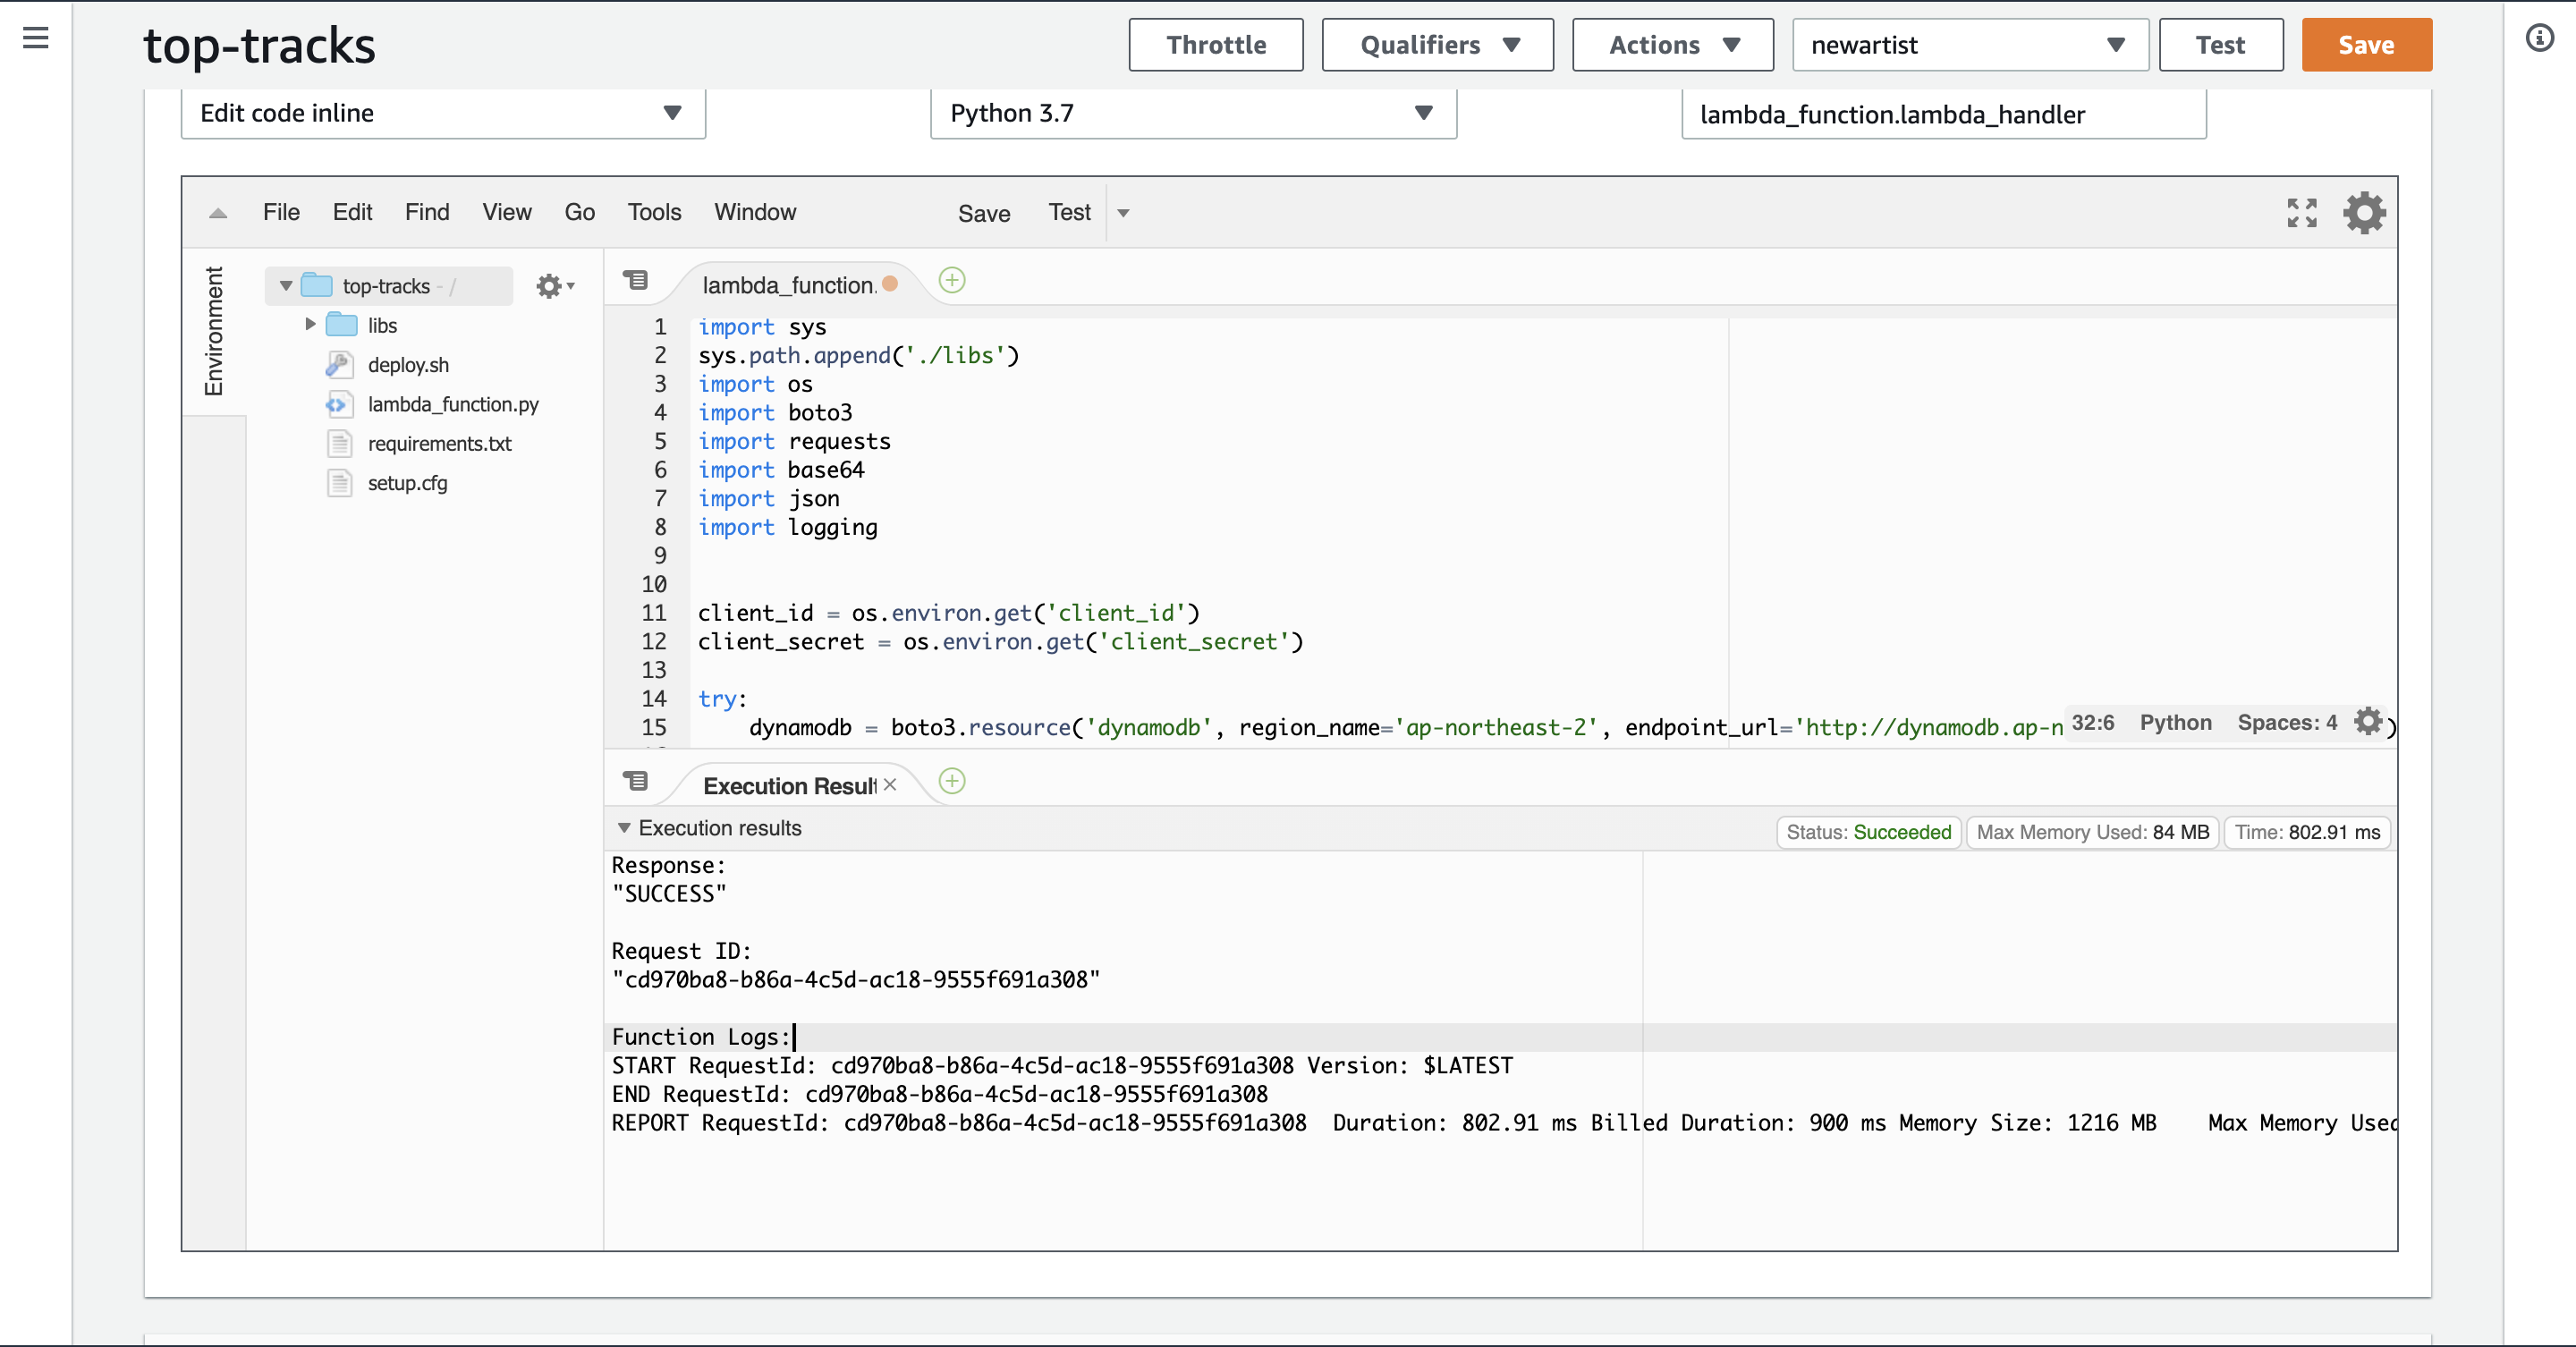 top-tracks
Throttle
Qualifiers
Actions
newartist
Test
Save
Edit code inline
Python 3.7
lambda_function.lambda_handler
File Edit Find View Go Tools Window Save Test
Environment
top-tracks - /
libs
deploy.sh
lambda_function.py
requirements.txt
setup.cfg
lambda_function.
1 import sys
2 sys.path.append('./libs')
3 import os
4 import boto3
5 import requests
6 import base64
7 import json
8 import logging
9
10
11 client_id = os.environ.get('client_id')
12 client_secret = os.environ.get('client_secret')
13
14 try:
15 dynamodb = boto3.resource('dynamodb', region_name='ap-northeast-2', endpoint_url='http://dynamodb.ap-n )
32:6 Python Spaces: 4
Execution Result
Execution results
Status: Succeeded
Max Memory Used: 84 MB
Time: 802.91 ms
Response:
"SUCCESS"
Request ID:
"cd970ba8-b86a-4c5d-ac18-9555f691a308"
Function Logs:
START RequestId: cd970ba8-b86a-4c5d-ac18-9555f691a308 Version: $LATEST
END RequestId: cd970ba8-b86a-4c5d-ac18-9555f691a308
REPORT RequestId: cd970ba8-b86a-4c5d-ac18-9555f691a308 Duration: 802.91 ms Billed Duration: 900 ms Memory Size: 1216 MB Max Memory Used